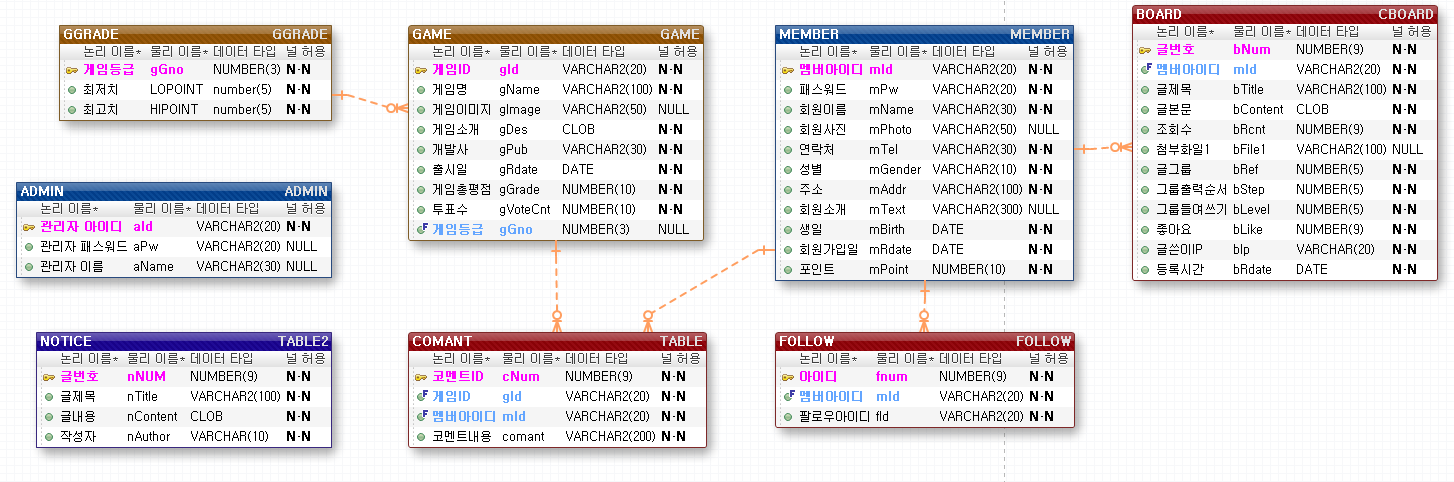 GGRADE GGRADE
논리 이름* 물리 이름* 데이터 타입 널 허용
게임등급 gGno NUMBER(3) N-N
최저치 LOPOINT number(5) N-N
최고치 HIPOINT number(5) N-N
GAME GAME
논리 이름* 물리 이름* 데이터 타입 널 허용
게임ID gId VARCHAR2(20) N-N
게임명 gName VARCHAR2(100) N-N
게임이미지 gImage VARCHAR2(50) NULL
게임소개 gDes CLOB N-N
개발사 gPub VARCHAR2(30) N-N
출시일 gRdate DATE N-N
게임총평점 gGrade NUMBER(10) N-N
투표수 gVoteCnt NUMBER(10) N-N
게임등급 gGno NUMBER(3) NULL
MEMBER MEMBER
논리 이름* 물리 이름* 데이터 타입 널 허용
멤버아이디 mId VARCHAR2(20) N-N
패스워드 mPw VARCHAR2(20) N-N
회원이름 mName VARCHAR2(30) N-N
회원사진 mPhoto VARCHAR2(50) NULL
연락처 mTel VARCHAR2(30) N-N
성별 mGender VARCHAR2(10) N-N
주소 mAddr VARCHAR2(100) N-N
회원소개 mText VARCHAR2(300) NULL
생일 mBirth DATE N-N
회원가입일 mRdate DATE N-N
포인트 mPoint NUMBER(10) N-N
BOARD CBOARD
논리 이름* 물리 이름* 데이터 타입 널 허용
글번호 bNum NUMBER(9) N-N
멤버아이디 mId VARCHAR2(20) N-N
글제목 bTitle VARCHAR2(100) N-N
글본문 bContent CLOB N-N
조회수 bRcnt NUMBER(9) N-N
첨부화일1 bFile1 VARCHAR2(100) NULL
글그룹 bRef NUMBER(5) N-N
그룹출력순서 bStep NUMBER(5) N-N
그룹들여쓰기 bLevel NUMBER(5) N-N
좋아요 bLike NUMBER(9) N-N
글쓴이IP bIp VARCHAR(20) N-N
등록시간 bRdate DATE N-N
ADMIN ADMIN
논리 이름* 물리 이름* 데이터 타입 널 허용
관리자 아이디 aId VARCHAR2(20) N-N
관리자 패스워드 aPw VARCHAR2(20) NULL
관리자 이름 aName VARCHAR2(30) NULL
NOTICE TABLE2
논리 이름* 물리 이름* 데이터 타입 널 허용
글번호 nNUM NUMBER(9) N-N
글제목 nTitle VARCHAR2(100) N-N
글내용 nContent CLOB N-N
작성자 nAuthor VARCHAR(10) N-N
COMANT TABLE
논리 이름* 물리 이름* 데이터 타입 널 허용
코멘트ID cNum NUMBER(9) N-N
게임ID gId VARCHAR2(20) N-N
멤버아이디 mId VARCHAR2(20) N-N
코멘트내용 comant VARCHAR2(200) N-N
FOLLOW FOLLOW
논리 이름* 물리 이름* 데이터 타입 널 허용
아이디 fnum NUMBER(9) N-N
멤버아이디 mId VARCHAR2(20) N-N
팔로우아이디 fId VARCHAR2(20) N-N